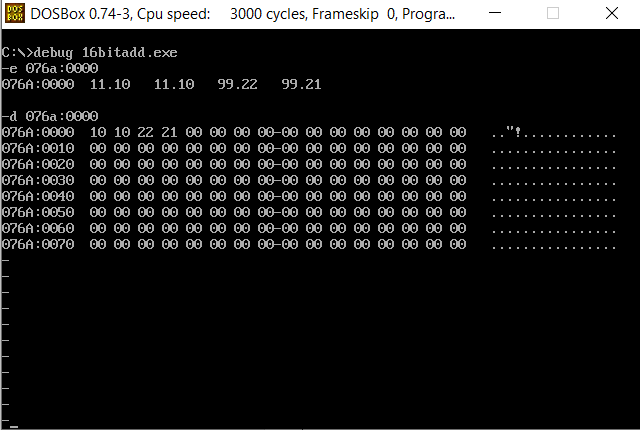 DOSBox 0.74-3, Cpu speed: 3000 cycles, Frameskip 0, Progra...
C:\>debug 16bitadd.exe
-e 076a:0000
076A:0000 11.10 11.10 99.22 99.21
-d 076a:0000
076A:0000 10 10 22 21 00 00 00 00-00 00 00 00 00 00 00 00 .."!............
076A:0010 00 00 00 00 00 00 00 00-00 00 00 00 00 00 00 00 ................
076A:0020 00 00 00 00 00 00 00 00-00 00 00 00 00 00 00 00 ................
076A:0030 00 00 00 00 00 00 00 00-00 00 00 00 00 00 00 00 ................
076A:0040 00 00 00 00 00 00 00 00-00 00 00 00 00 00 00 00 ................
076A:0050 00 00 00 00 00 00 00 00-00 00 00 00 00 00 00 00 ................
076A:0060 00 00 00 00 00 00 00 00-00 00 00 00 00 00 00 00 ................
076A:0070 00 00 00 00 00 00 00 00-00 00 00 00 00 00 00 00 ................
-
-
-
-
-
-
-
-
-
-
-_